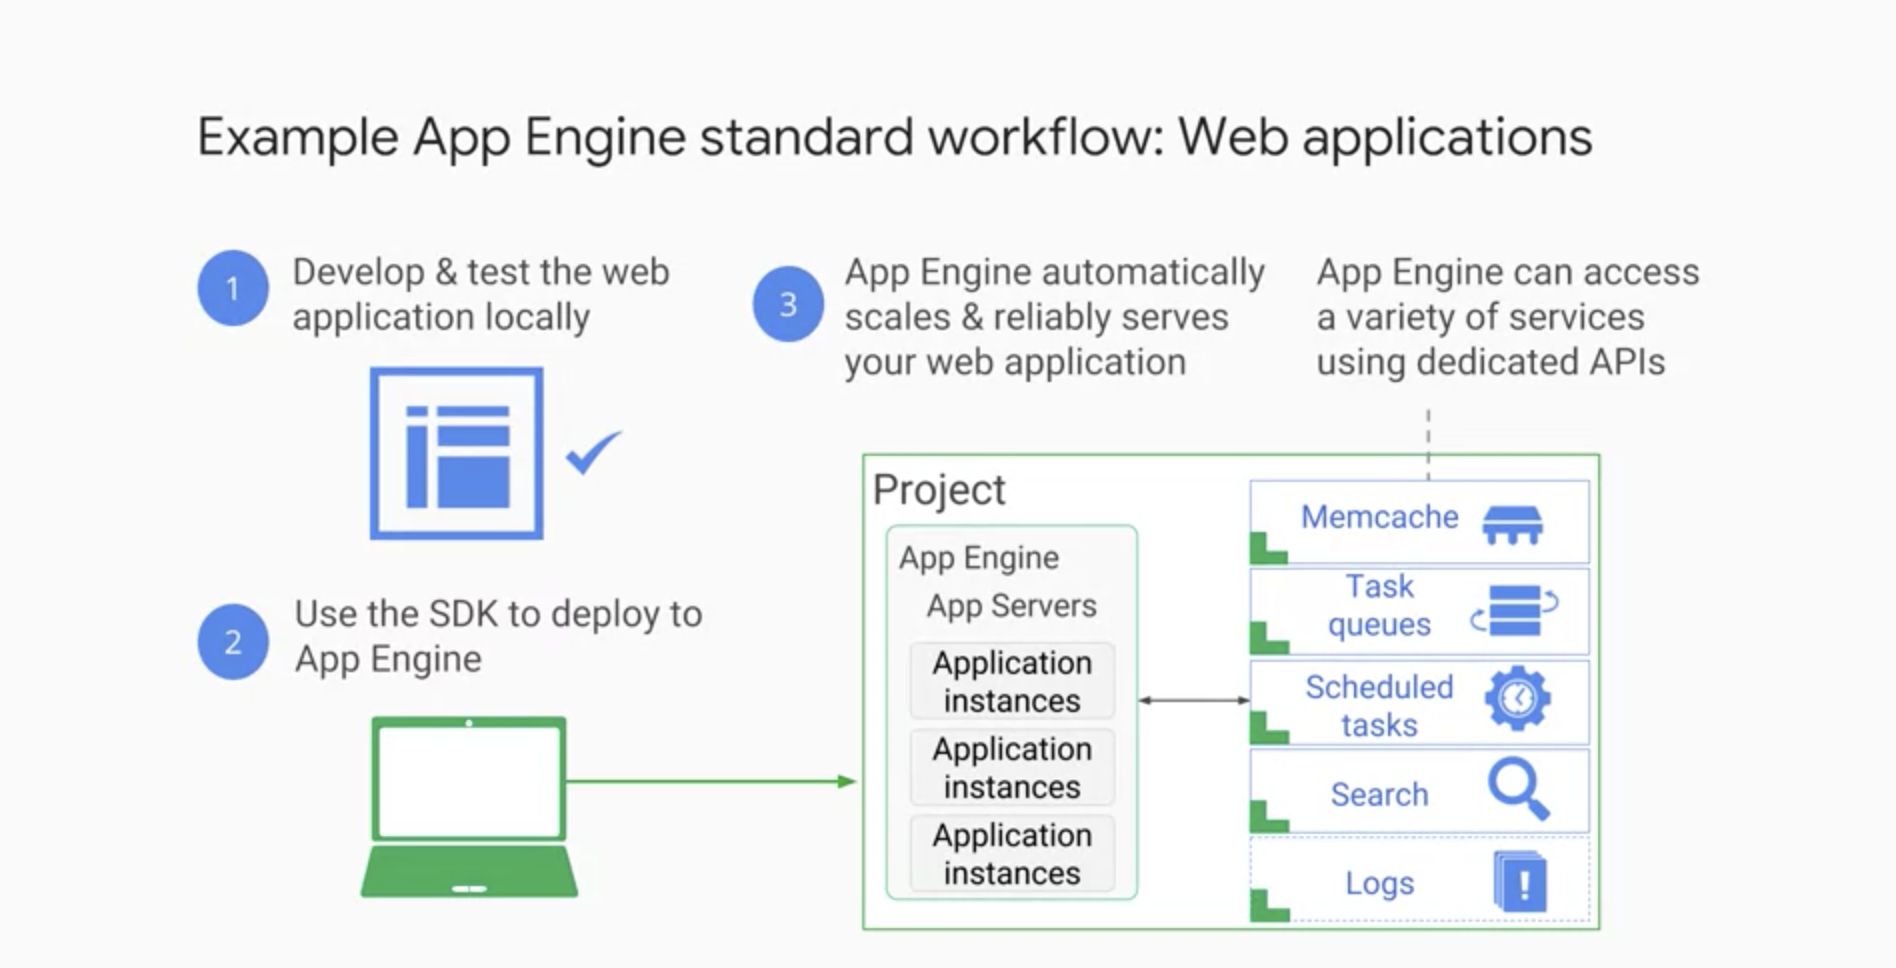 Example App Engine standard workflow: Web applications
1
Develop & test the web
application locally
2
Use the SDK to deploy to
App Engine
3
App Engine automatically
scales & reliably serves
your web application
App Engine can access
a variety of services
using dedicated APIs
Project
App Engine
App Servers
Application
instances
Application
instances
Application
instances
Memcache
Task
queues
Scheduled
tasks
Search
Logs